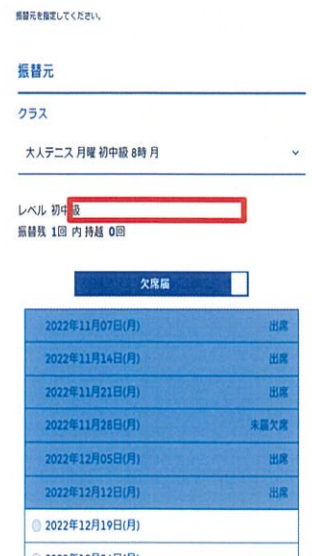 振替元を指定してください。
振替元
クラス
大人テニス 月曜 初中級 8時 月
レベル 初中級
振替残 1回 内 持越 0回
欠席届
2022年11月07日(月) 出席
2022年11月14日(月) 出席
2022年11月21日(月) 出席
2022年11月28日(月) 未届欠席
2022年12月05日(月) 出席
2022年12月12日(月) 出席
2022年12月19日(月)